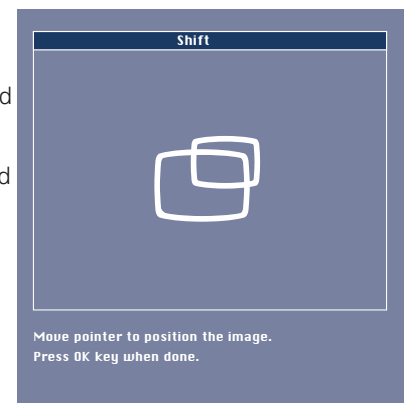 Shift
d
d
Move pointer to position the image.
Press OK key when done.